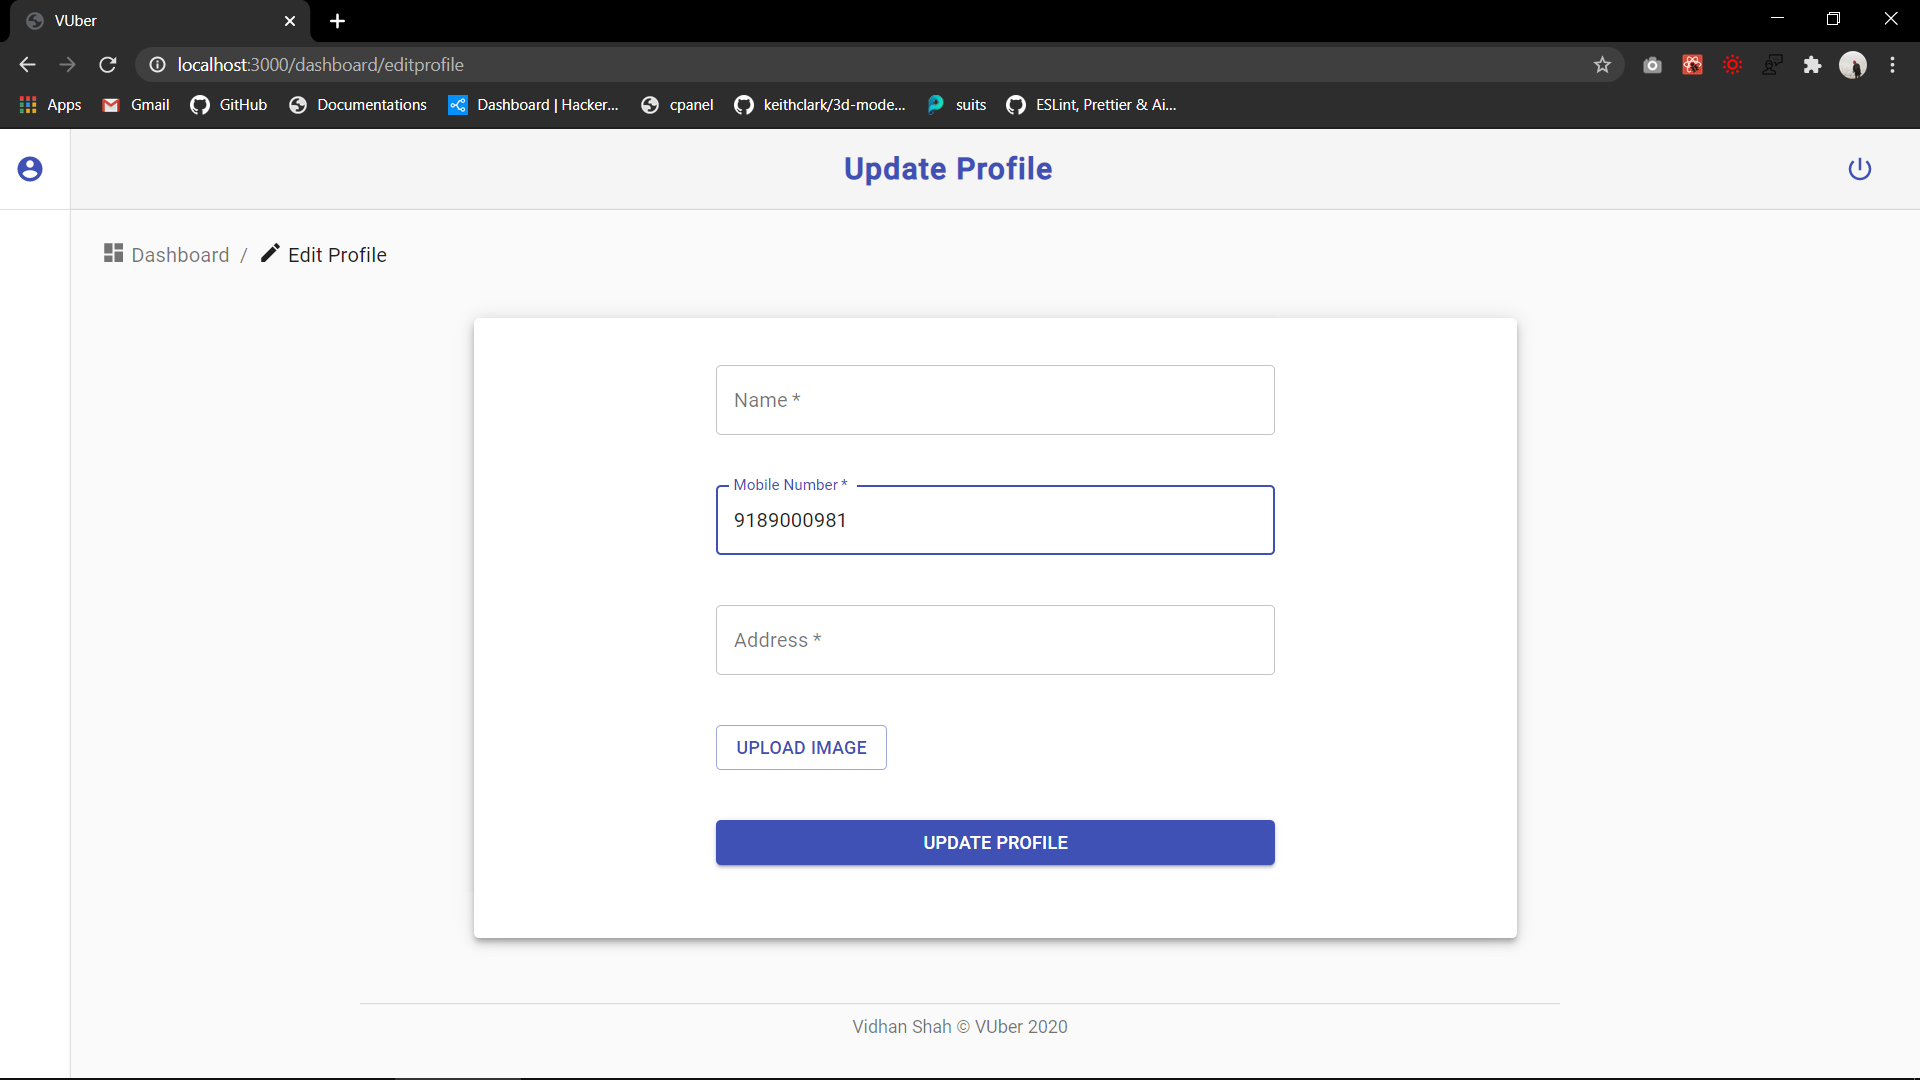 VUber
localhost:3000/dashboard/editprofile
Apps Gmail GitHub Documentations Dashboard | Hacker... cpanel keithclark/3d-mode... suits ESLint, Prettier & Ai...
Update Profile
Dashboard / Edit Profile
Name *
Mobile Number *
9189000981
Address *
UPLOAD IMAGE
UPDATE PROFILE
Vidhan Shah © VUber 2020